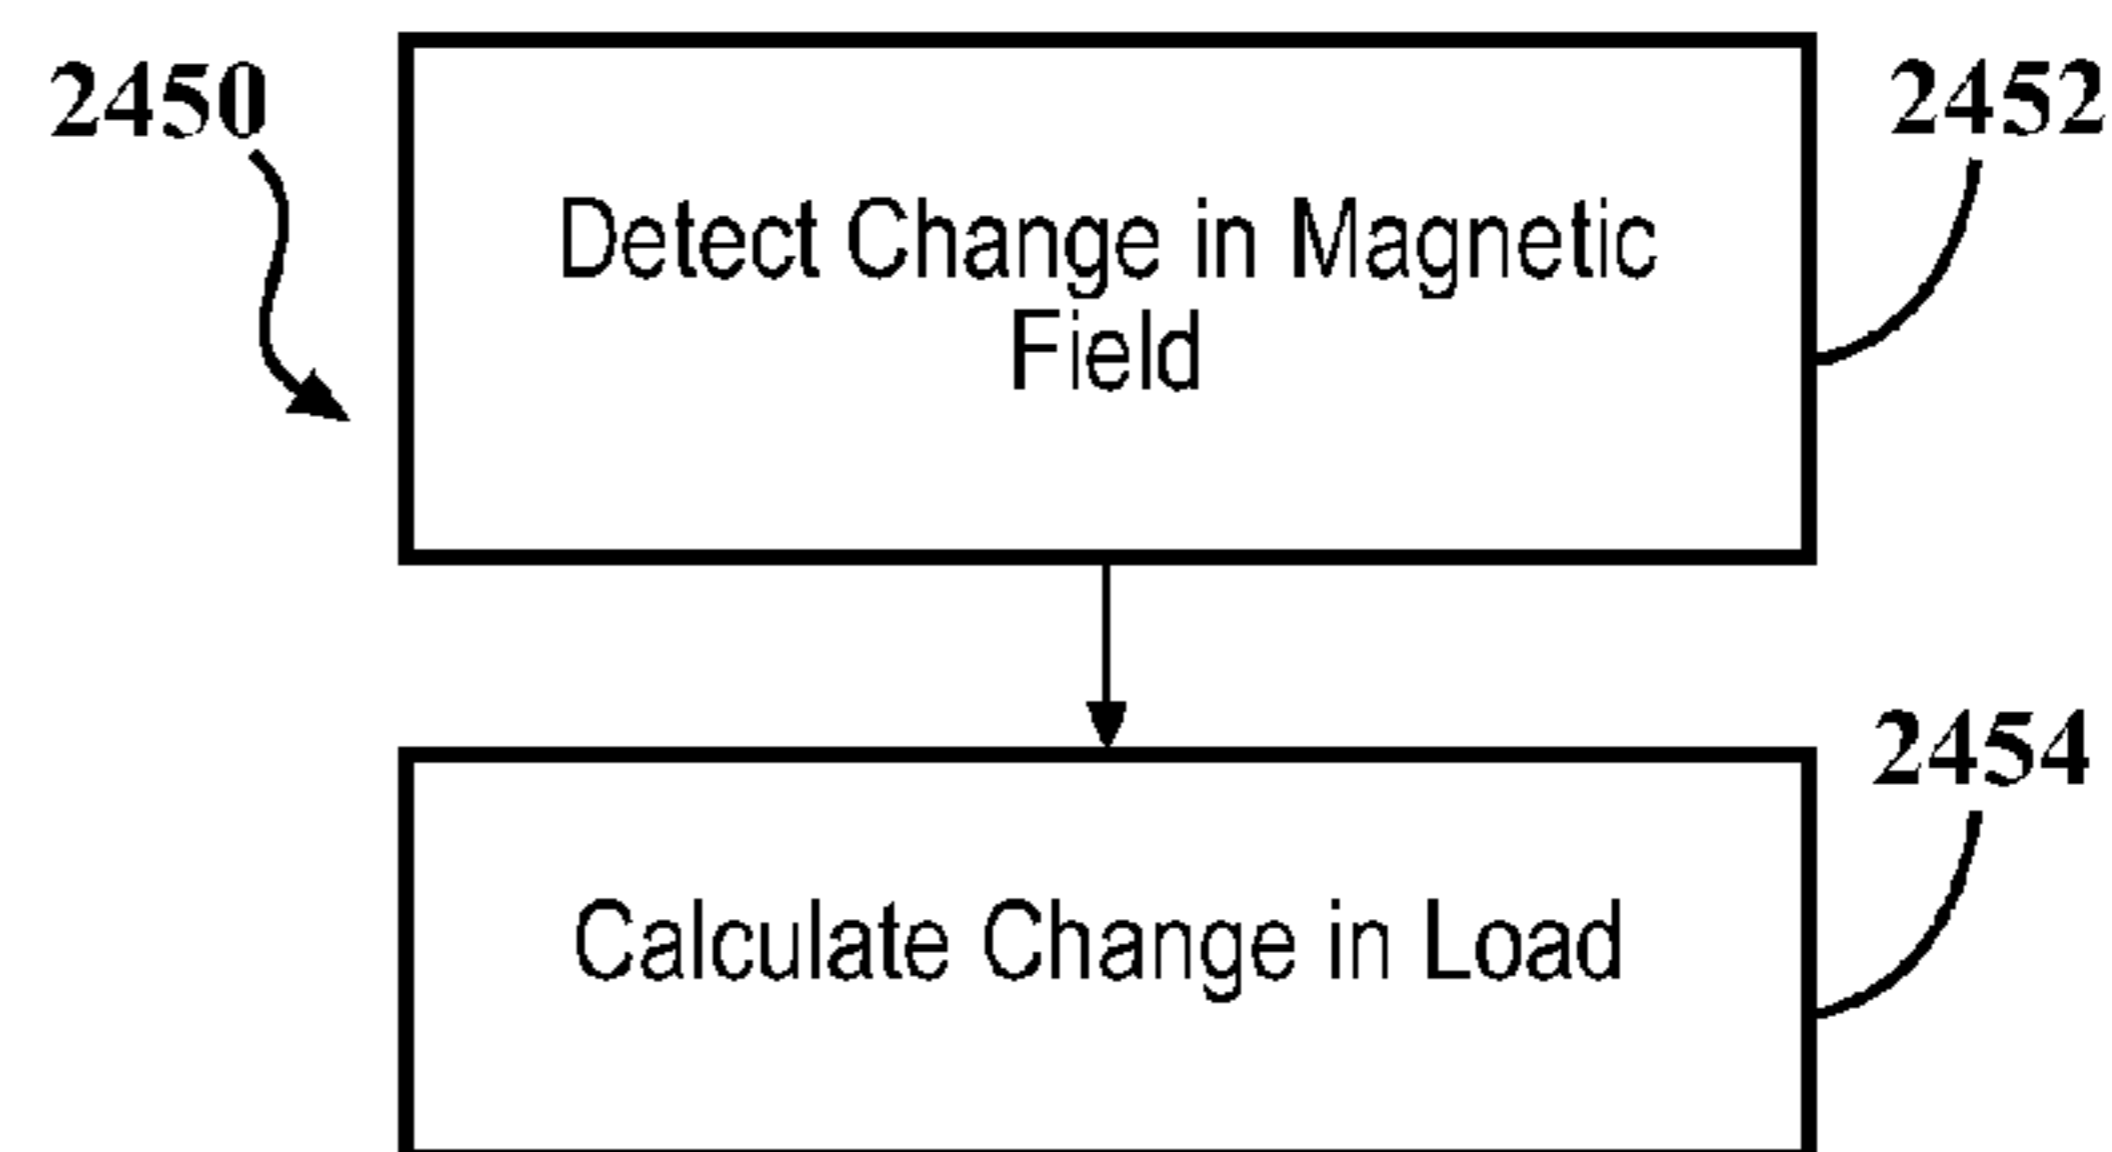 2450
2452
Detect Change in Magnetic
Field
2454
Calculate Change in Load